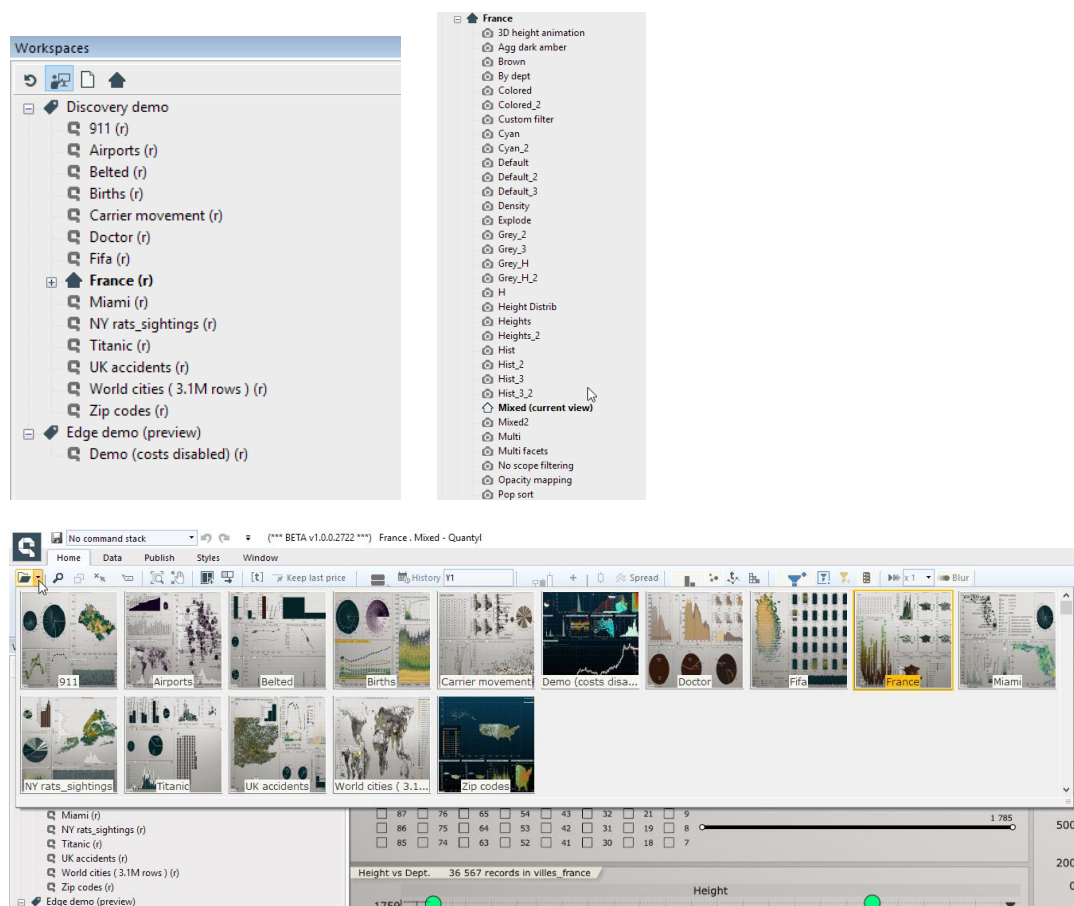 Workspaces
Discovery demo
911 (r)
Airports (r)
Belted (r)
Births (r)
Carrier movement (r)
Doctor (r)
Fifa (r)
France (r)
Miami (r)
NY rats_sightings (r)
Titanic (r)
UK accidents (r)
World cities ( 3.1M rows ) (r)
Zip codes (r)
Edge demo (preview)
Demo (costs disabled) (r)
France
3D height animation
Agg dark amber
Brown
By dept
Colored
Colored_2
Custom filter
Cyan
Cyan_2
Default
Default_2
Default_3
Density
Explode
Grey_2
Grey_3
Grey_H
Grey_H_2
H
Height Distrib
Heights
Heights_2
Hist
Hist_2
Hist_3
Hist_3_2
Mixed (current view)
Mixed2
Multi
Multi facets
No scope filtering
Opacity mapping
Pop sort
No command stack (*** BETA v1.0.0.2722 ***) France . Mixed - Quantyl
Home Data Publish Styles Window
[t] Keep last price History Y1 Spread x 1 Blur
911 Airports Belted Births Carrier movement Demo (costs disa... Doctor Fifa France Miami
NY rats_sightings Titanic UK accidents World cities ( 3.1... Zip codes
Miami (r)
NY rats_sightings (r)
Titanic (r)
UK accidents (r)
World cities ( 3.1M rows ) (r)
Zip codes (r)
Edge demo (preview)
87 76 65 54 43 32 21 9 1 785
86 75 64 53 42 31 19 8
85 74 63 52 41 30 18 7
500
200
0
Height vs Dept. 36 567 records in villes_france
Height
1759